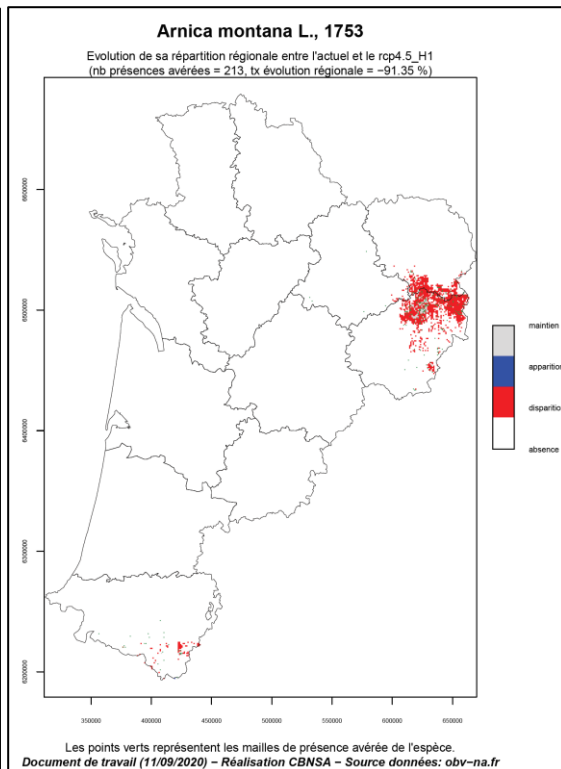 Arnica montana L., 1753
Evolution de sa répartition régionale entre l'actuel et le rcp4.5_H1
(nb présences avérées = 213, tx évolution régionale = −91.35 %)
6600000
6500000
6400000
6300000
6200000
maintien
apparition
disparition
absence
350000 400000 450000 500000 550000 600000 650000
Les points verts représentent les mailles de présence avérée de l'espèce.
Document de travail (11/09/2020) − Réalisation CBNSA − Source données: obv−na.fr